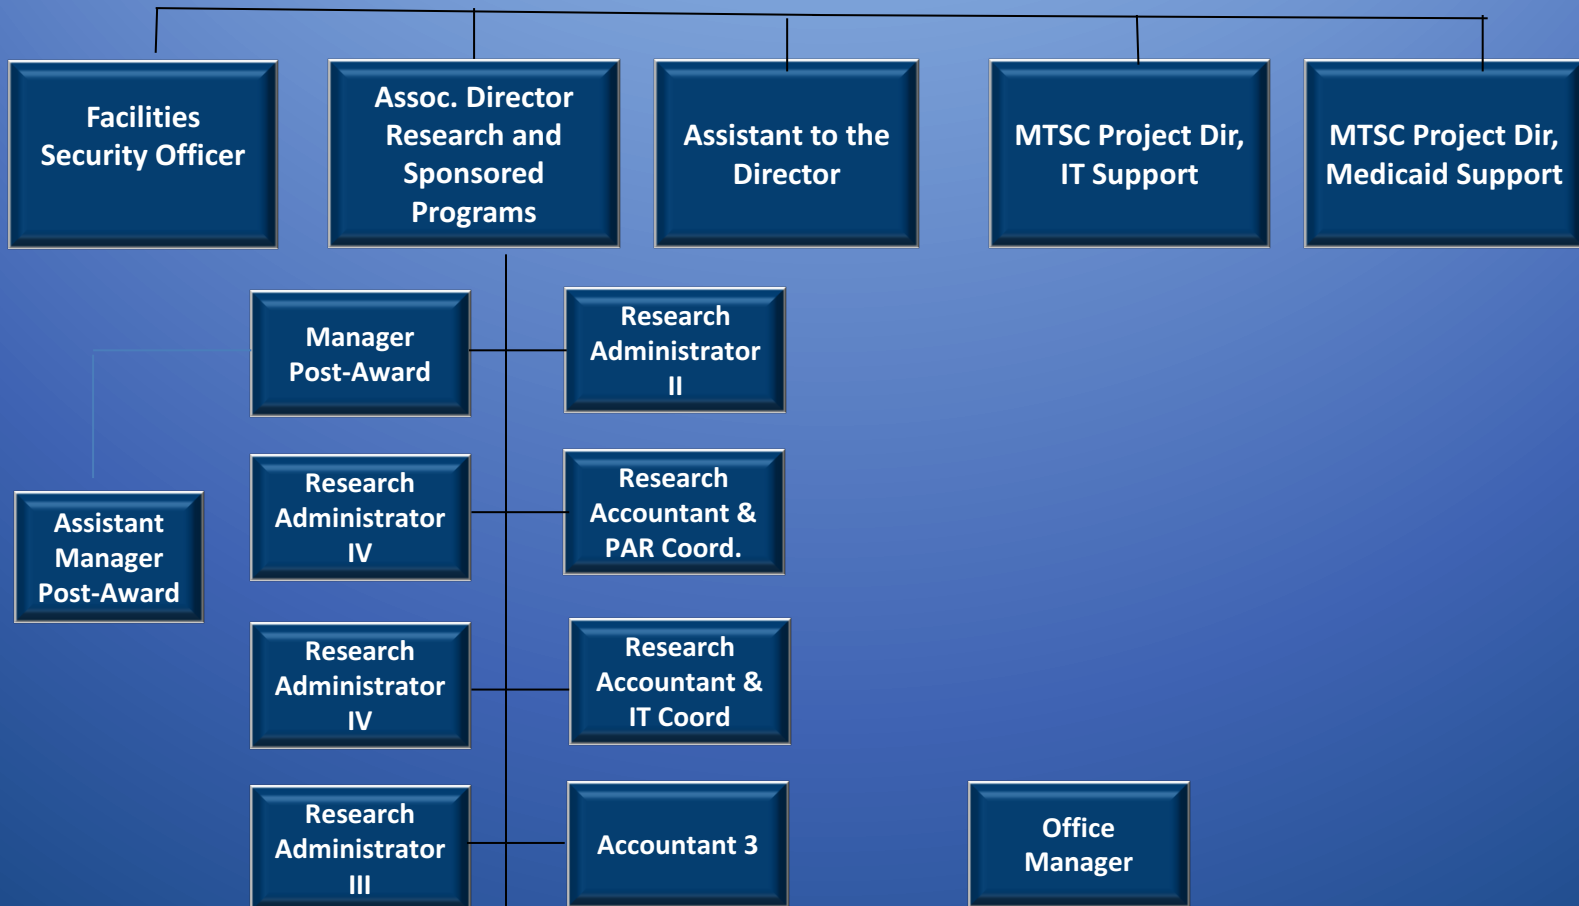 Facilities
Security Officer
Assoc. Director
Research and
Sponsored
Programs
Assistant to the
Director
MTSC Project Dir,
IT Support
MTSC Project Dir,
Medicaid Support
Manager
Post-Award
Research
Administrator
II
Assistant
Manager
Post-Award
Research
Administrator
IV
Research
Accountant &
PAR Coord.
Research
Administrator
IV
Research
Accountant &
IT Coord
Research
Administrator
III
Accountant 3
Office
Manager